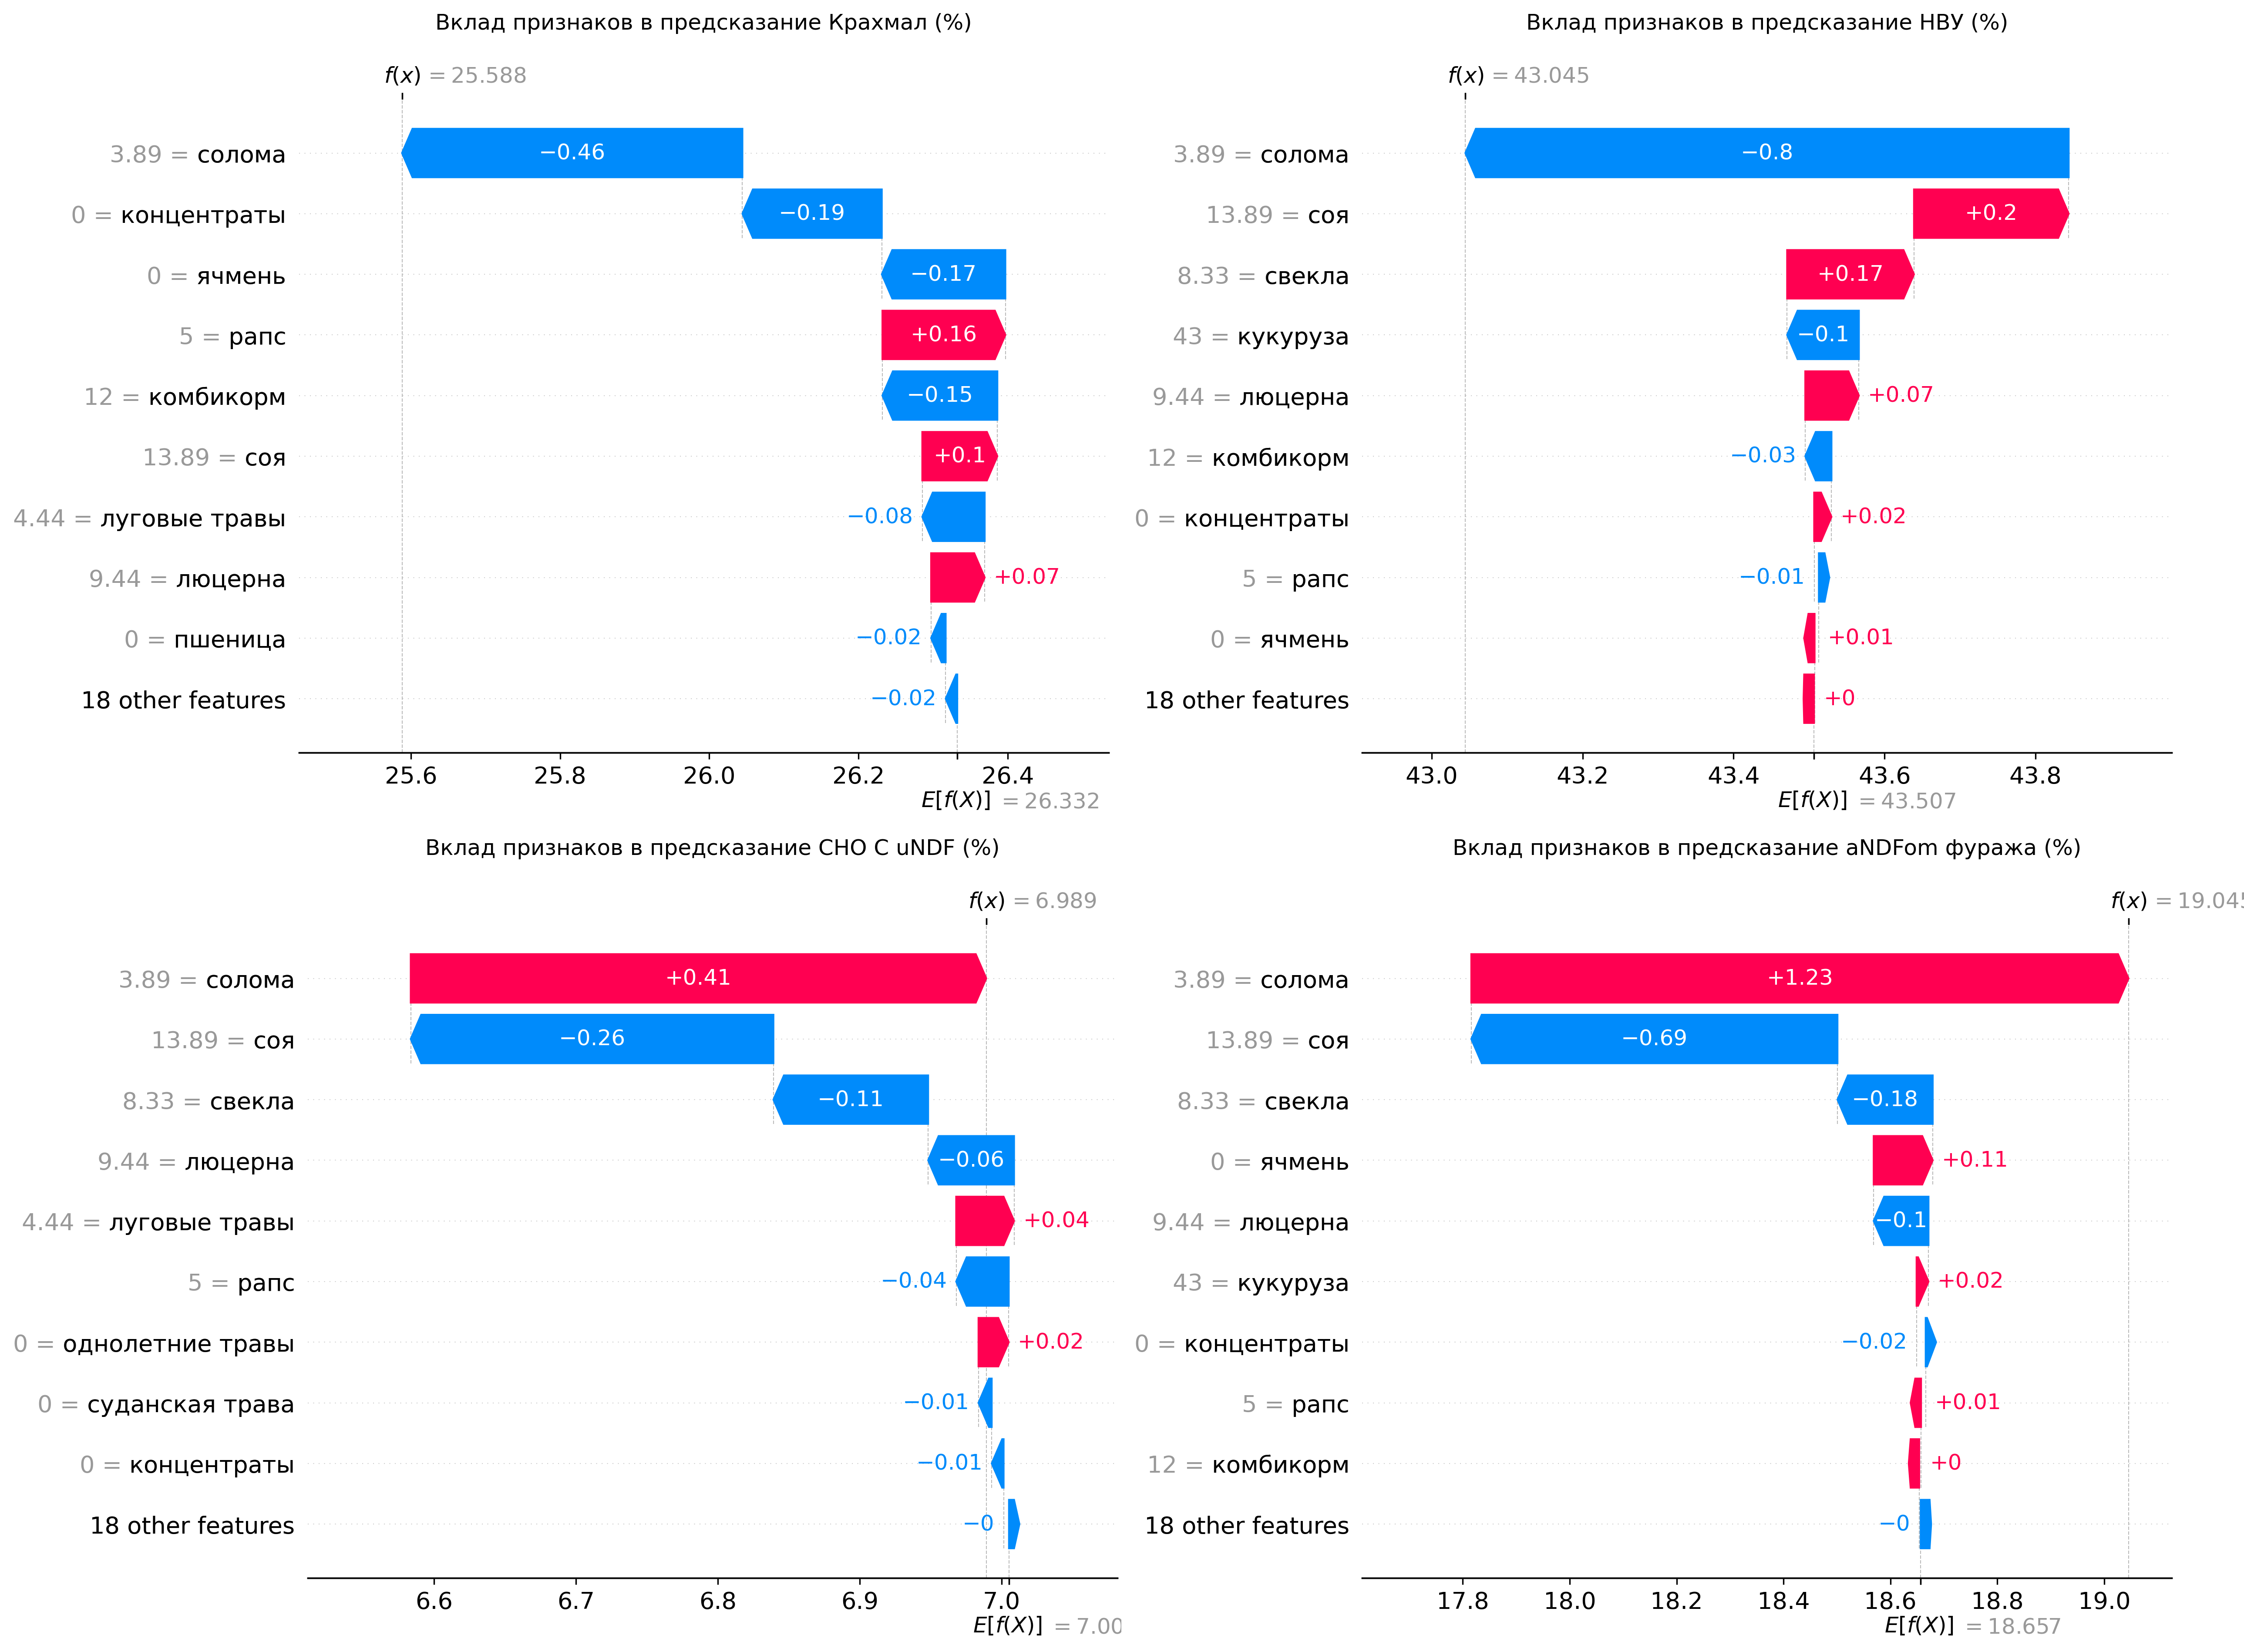 Вклад признаков в предсказание Крахмал (%)
f(x) = 25.588
3.89 = солома −0.46
0 = концентраты −0.19
0 = ячмень −0.17
5 = рапс +0.16
12 = комбикорм −0.15
13.89 = соя +0.1
4.44 = луговые травы −0.08
9.44 = люцерна +0.07
0 = пшеница −0.02
18 other features −0.02
25.6 25.8 26.0 26.2 26.4
E[f(X)] = 26.332
Вклад признаков в предсказание НВУ (%)
f(x) = 43.045
3.89 = солома −0.8
13.89 = соя +0.2
8.33 = свекла +0.17
43 = кукуруза −0.1
9.44 = люцерна +0.07
12 = комбикорм −0.03
0 = концентраты +0.02
5 = рапс −0.01
0 = ячмень +0.01
18 other features +0
43.0 43.2 43.4 43.6 43.8
E[f(X)] = 43.507
Вклад признаков в предсказание CHO C uNDF (%)
f(x) = 6.989
3.89 = солома +0.41
13.89 = соя −0.26
8.33 = свекла −0.11
9.44 = люцерна −0.06
4.44 = луговые травы +0.04
5 = рапс −0.04
0 = однолетние травы +0.02
0 = суданская трава −0.01
0 = концентраты −0.01
18 other features −0
6.6 6.7 6.8 6.9 7.0
E[f(X)] = 7.00
Вклад признаков в предсказание aNDFom фуража (%)
f(x) = 19.045
3.89 = солома +1.23
13.89 = соя −0.69
8.33 = свекла −0.18
0 = ячмень +0.11
9.44 = люцерна −0.1
43 = кукуруза +0.02
0 = концентраты −0.02
5 = рапс +0.01
12 = комбикорм +0
18 other features −0
17.8 18.0 18.2 18.4 18.6 18.8 19.0
E[f(X)] = 18.657